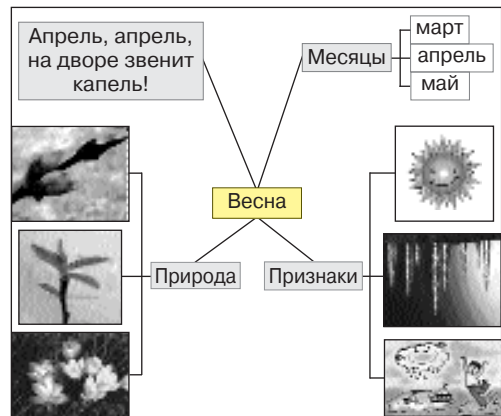 Апрель, апрель,
на дворе звенит
капель!
Месяцы
март
апрель
май
Весна
Природа
Признаки